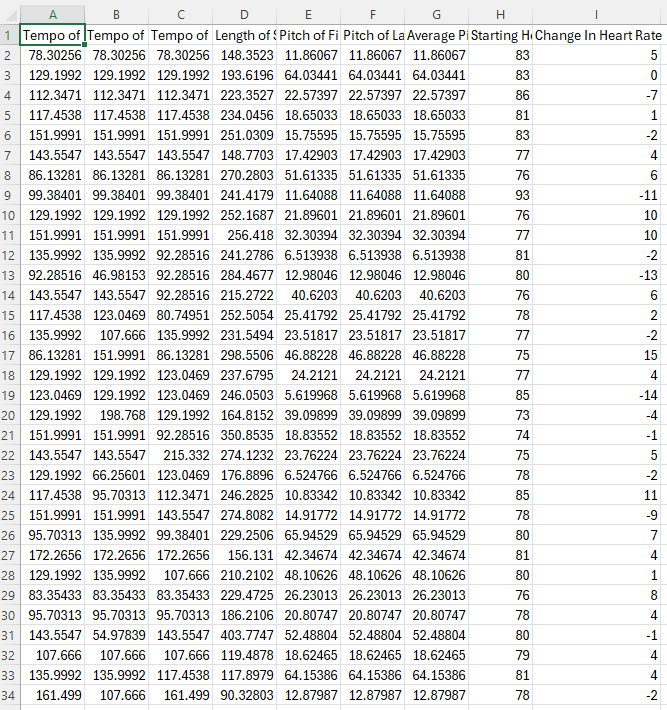 A B C D E F G H I
1 Tempo of Tempo of Tempo of Length of S Pitch of Fi Pitch of La Average Pi Starting H Change In Heart Rate
2 78.30256 78.30256 78.30256 148.3523 11.86067 11.86067 11.86067 83 5
3 129.1992 129.1992 129.1992 193.6196 64.03441 64.03441 64.03441 83 0
4 112.3471 112.3471 112.3471 223.3527 22.57397 22.57397 22.57397 86 -7
5 117.4538 117.4538 117.4538 234.0456 18.65033 18.65033 18.65033 81 1
6 151.9991 151.9991 151.9991 251.0309 15.75595 15.75595 15.75595 83 -2
7 143.5547 143.5547 143.5547 148.7703 17.42903 17.42903 17.42903 77 4
8 86.13281 86.13281 86.13281 270.2803 51.61335 51.61335 51.61335 76 6
9 99.38401 99.38401 99.38401 241.4179 11.64088 11.64088 11.64088 93 -11
10 129.1992 129.1992 129.1992 252.1687 21.89601 21.89601 21.89601 76 10
11 151.9991 151.9991 151.9991 256.418 32.30394 32.30394 32.30394 77 10
12 135.9992 135.9992 92.28516 241.2786 6.513938 6.513938 6.513938 81 -2
13 92.28516 46.98153 92.28516 284.4677 12.98046 12.98046 12.98046 80 -13
14 143.5547 143.5547 92.28516 215.2722 40.6203 40.6203 40.6203 76 6
15 117.4538 123.0469 80.74951 252.5054 25.41792 25.41792 25.41792 78 2
16 135.9992 107.666 135.9992 231.5494 23.51817 23.51817 23.51817 77 -2
17 86.13281 151.9991 86.13281 298.5506 46.88228 46.88228 46.88228 75 15
18 129.1992 129.1992 123.0469 237.6795 24.2121 24.2121 24.2121 77 4
19 123.0469 129.1992 123.0469 246.0503 5.619968 5.619968 5.619968 85 -14
20 129.1992 198.768 129.1992 164.8152 39.09899 39.09899 39.09899 73 -4
21 151.9991 151.9991 92.28516 350.8535 18.83552 18.83552 18.83552 74 -1
22 143.5547 143.5547 215.332 274.1232 23.76224 23.76224 23.76224 75 5
23 129.1992 66.25601 123.0469 176.8896 6.524766 6.524766 6.524766 78 -2
24 117.4538 95.70313 112.3471 246.2825 10.83342 10.83342 10.83342 85 11
25 151.9991 151.9991 143.5547 274.8082 14.91772 14.91772 14.91772 78 -9
26 95.70313 135.9992 99.38401 229.2506 65.94529 65.94529 65.94529 80 7
27 172.2656 172.2656 172.2656 156.131 42.34674 42.34674 42.34674 81 4
28 129.1992 135.9992 107.666 210.2102 48.10626 48.10626 48.10626 80 1
29 83.35433 83.35433 83.35433 229.4725 26.23013 26.23013 26.23013 76 8
30 95.70313 95.70313 95.70313 186.2106 20.80747 20.80747 20.80747 78 4
31 143.5547 54.97839 143.5547 403.7747 52.48804 52.48804 52.48804 80 -1
32 107.666 107.666 107.666 119.4878 18.62465 18.62465 18.62465 79 4
33 135.9992 135.9992 117.4538 117.8979 64.15386 64.15386 64.15386 81 4
34 161.499 107.666 161.499 90.32803 12.87987 12.87987 12.87987 78 -2